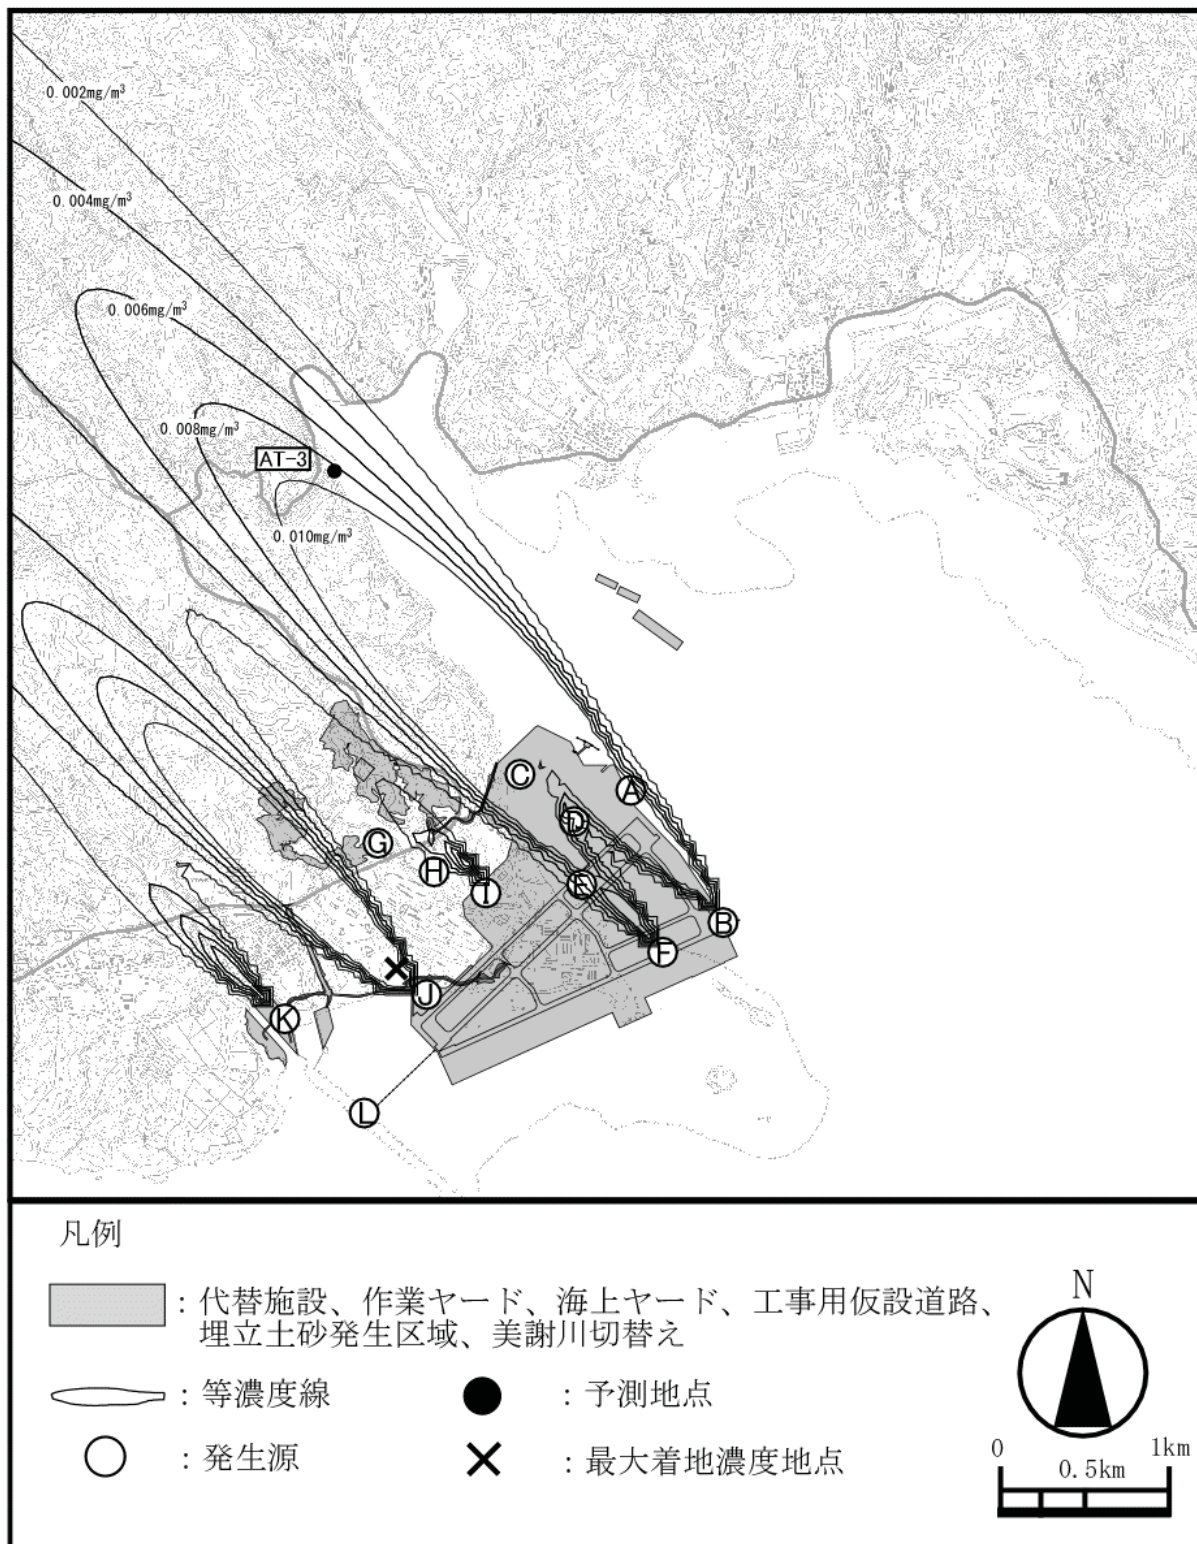 0.002mg/m³
0.004mg/m³
0.006mg/m³
0.008mg/m³
AT-3
0.010mg/m³
C
A
D
G
H
I
E
B
F
J
K
L
凡例
：代替施設、作業ヤード、海上ヤード、工事用仮設道路、
埋立土砂発生区域、美謝川切替え
：等濃度線
：予測地点
：発生源
：最大着地濃度地点
N
0
1km
0.5km